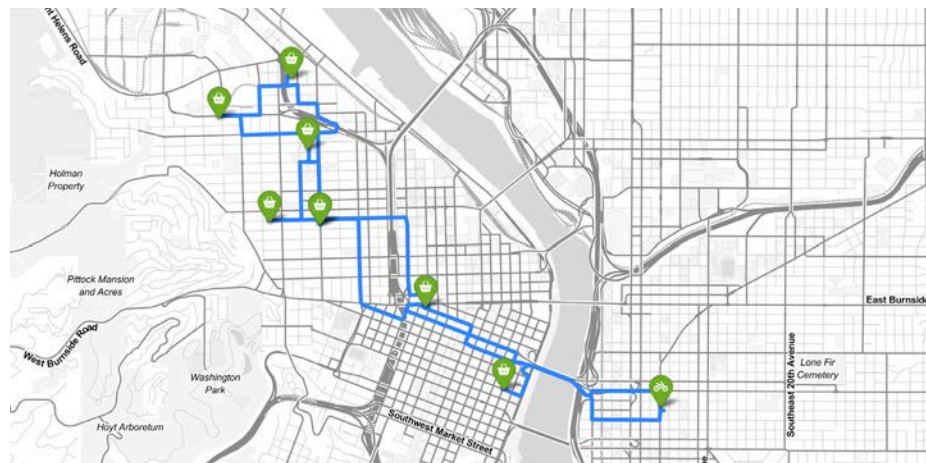 nt Helens Road
Holman
Property
Pittock Mansion
and Acres
West Burnside Road
Washington
Park
Hoyt Arboretum
Southwest Market Street
East Burnside
Lone Fir
Cemetery
Southeast 20th Avenue